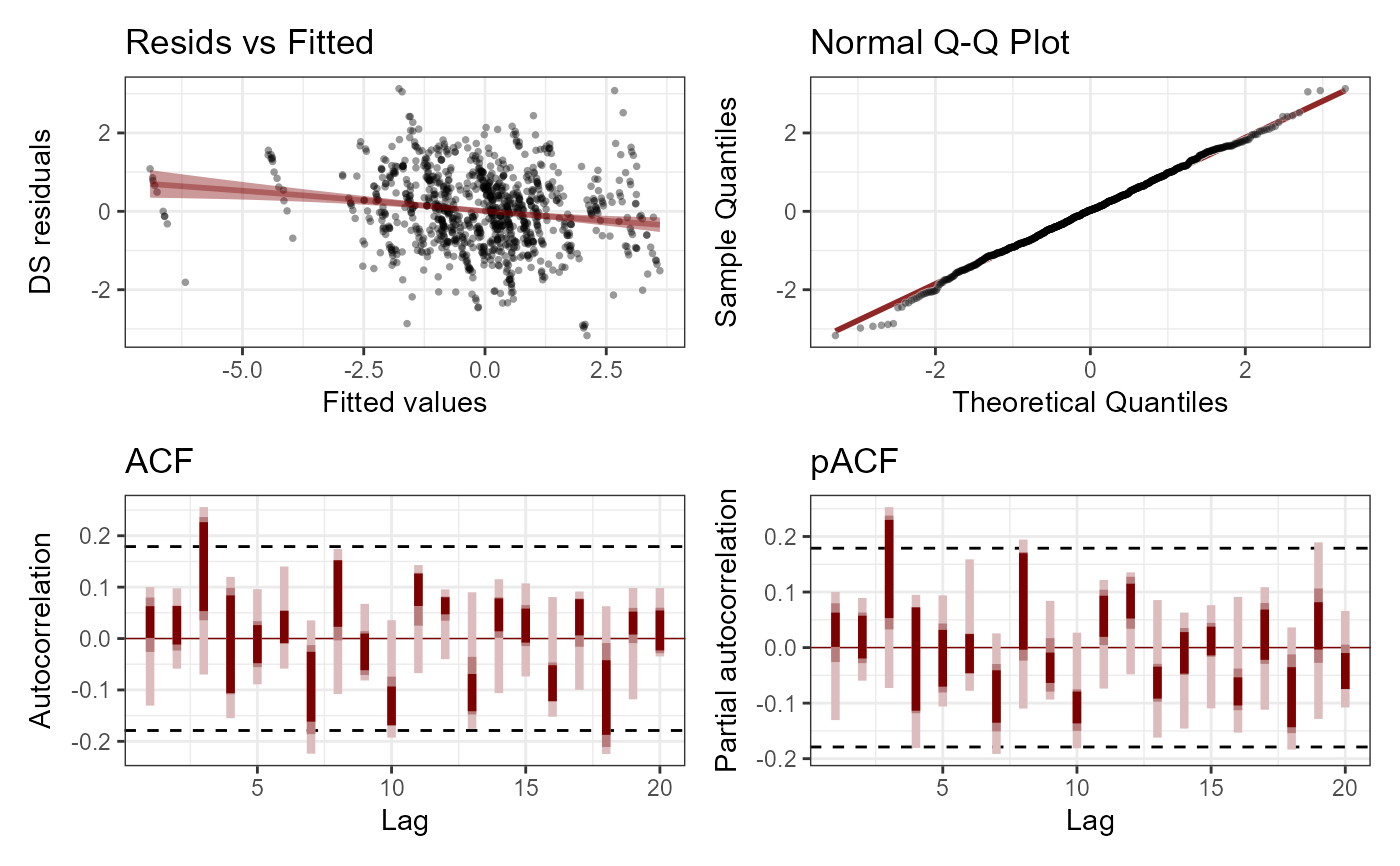 Resids vs Fitted
DS residuals
2
0
-2
-5.0 -2.5 0.0 2.5
Fitted values
Normal Q-Q Plot
Sample Quantiles
2
0
-2
-2 0 2
Theoretical Quantiles
ACF
Autocorrelation
0.2
0.1
0.0
-0.1
-0.2
5 10 15 20
Lag
pACF
Partial autocorrelation
0.2
0.1
0.0
-0.1
-0.2
5 10 15 20
Lag